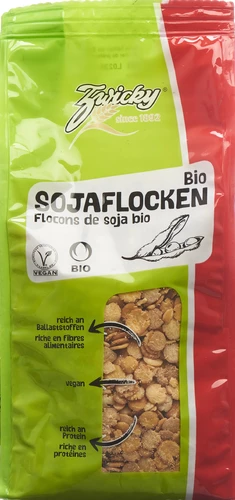 Zwicky
since 1892
Bio
SOJAFLOCKEN
Flocons de soja bio
VEGAN
BIO
reich an
Ballaststoffen
riche en fibres
alimentaires
vegan
reich an
Protein
riche en
protéines